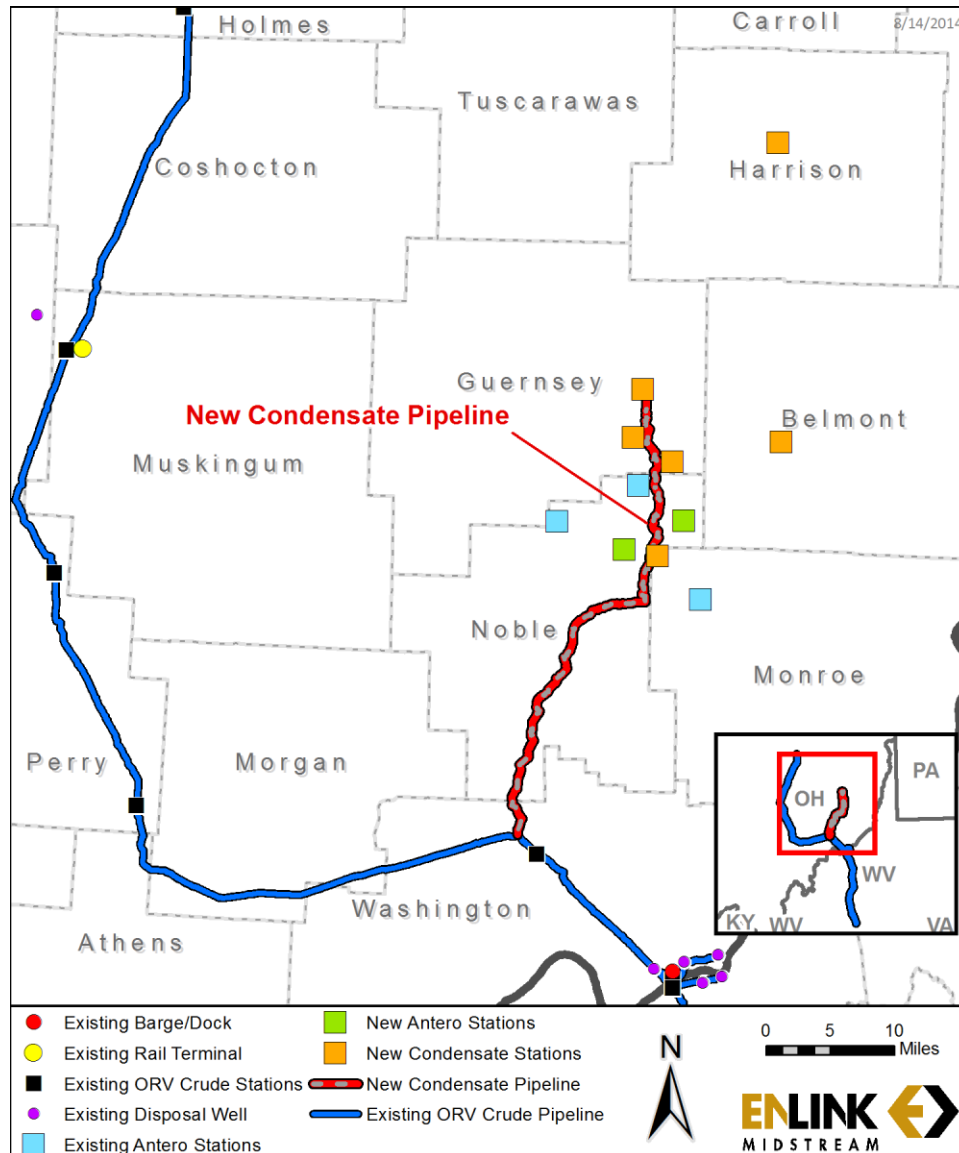 Holmes
Carroll
8/14/2014
Tuscarawas
Coshocton
Harrison
Guernsey
New Condensate Pipeline
Belmont
Muskingum
Noble
Monroe
Perry
Morgan
Washington
Athens
PA
OH
WV
KY
WV
VA
Existing Barge/Dock
Existing Rail Terminal
Existing ORV Crude Stations
Existing Disposal Well
Existing Antero Stations
New Antero Stations
New Condensate Stations
New Condensate Pipeline
Existing ORV Crude Pipeline
N
0 5 10
Miles
ENLINK
MIDSTREAM